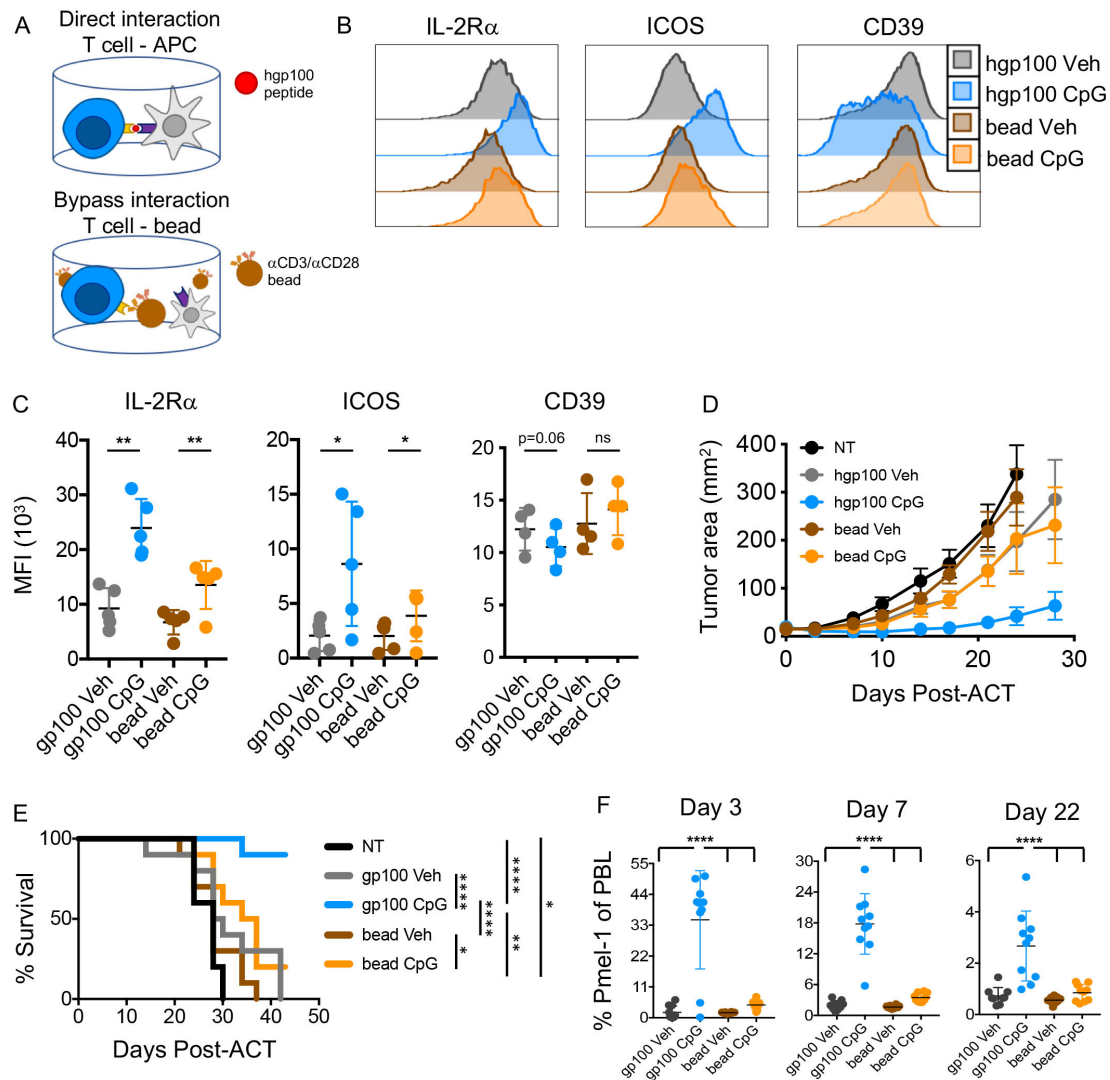 A
Direct interaction
T cell - APC
hgp100
peptide
Bypass interaction
T cell - bead
αCD3/αCD28
bead
B
IL-2Rα
ICOS
CD39
hgp100 Veh
hgp100 CpG
bead Veh
bead CpG
C
IL-2Rα
ICOS
CD39
MFI (10³)
40
30
20
10
0
**
**
gp100 Veh
gp100 CpG
bead Veh
bead CpG
20
15
10
5
0
*
*
gp100 Veh
gp100 CpG
bead Veh
bead CpG
20
15
10
5
0
p=0.06
ns
gp100 Veh
gp100 CpG
bead Veh
bead CpG
D
Tumor area (mm²)
400
300
200
100
0
NT
hgp100 Veh
hgp100 CpG
bead Veh
bead CpG
0
10
20
30
Days Post-ACT
E
% Survival
100
50
0
0
10
20
30
40
50
Days Post-ACT
NT
gp100 Veh
gp100 CpG
bead Veh
bead CpG
****
*
****
****
**
*
F
Day 3
Day 7
Day 22
% Pmel-1 of PBL
55
44
33
22
11
0
****
gp100 Veh
gp100 CpG
bead Veh
bead CpG
35
28
21
14
7
0
****
gp100 Veh
gp100 CpG
bead Veh
bead CpG
6
4
2
0
****
gp100 Veh
gp100 CpG
bead Veh
bead CpG